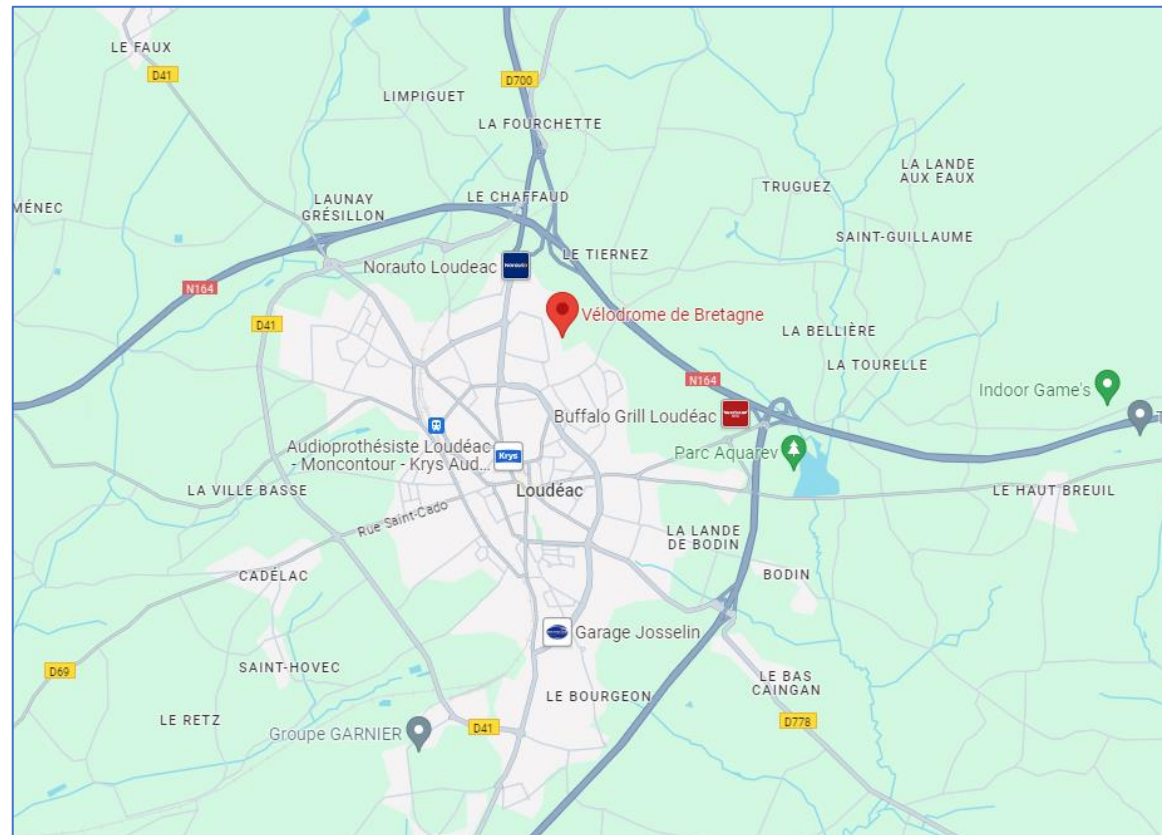 LE FAUX
D41
D700
LIMPIGUET
LA FOURCHETTE
LA LANDE
AUX EAUX
TRUGUEZ
LE CHAFFAUD
LAUNAY
GRÉSILLON
MÉNEC
SAINT-GUILLAUME
LE TIERNEZ
Norauto Loudeac
Norauto
N164
Vélodrome de Bretagne
D41
LA BELLIÈRE
LA TOURELLE
N164
Indoor Game's
Buffalo Grill Loudéac
T
Audioprothésiste Loudéac
- Moncontour - Krys Aud...
Krys
Parc Aquarev
LA VILLE BASSE
Loudéac
LE HAUT BREUIL
Rue Saint-Cado
LA LANDE
DE BODIN
CADÉLAC
BODIN
Garage Josselin
SAINT-HOVEC
D69
LE BAS
CAINGAN
LE BOURGEON
LE RETZ
D778
Groupe GARNIER
D41